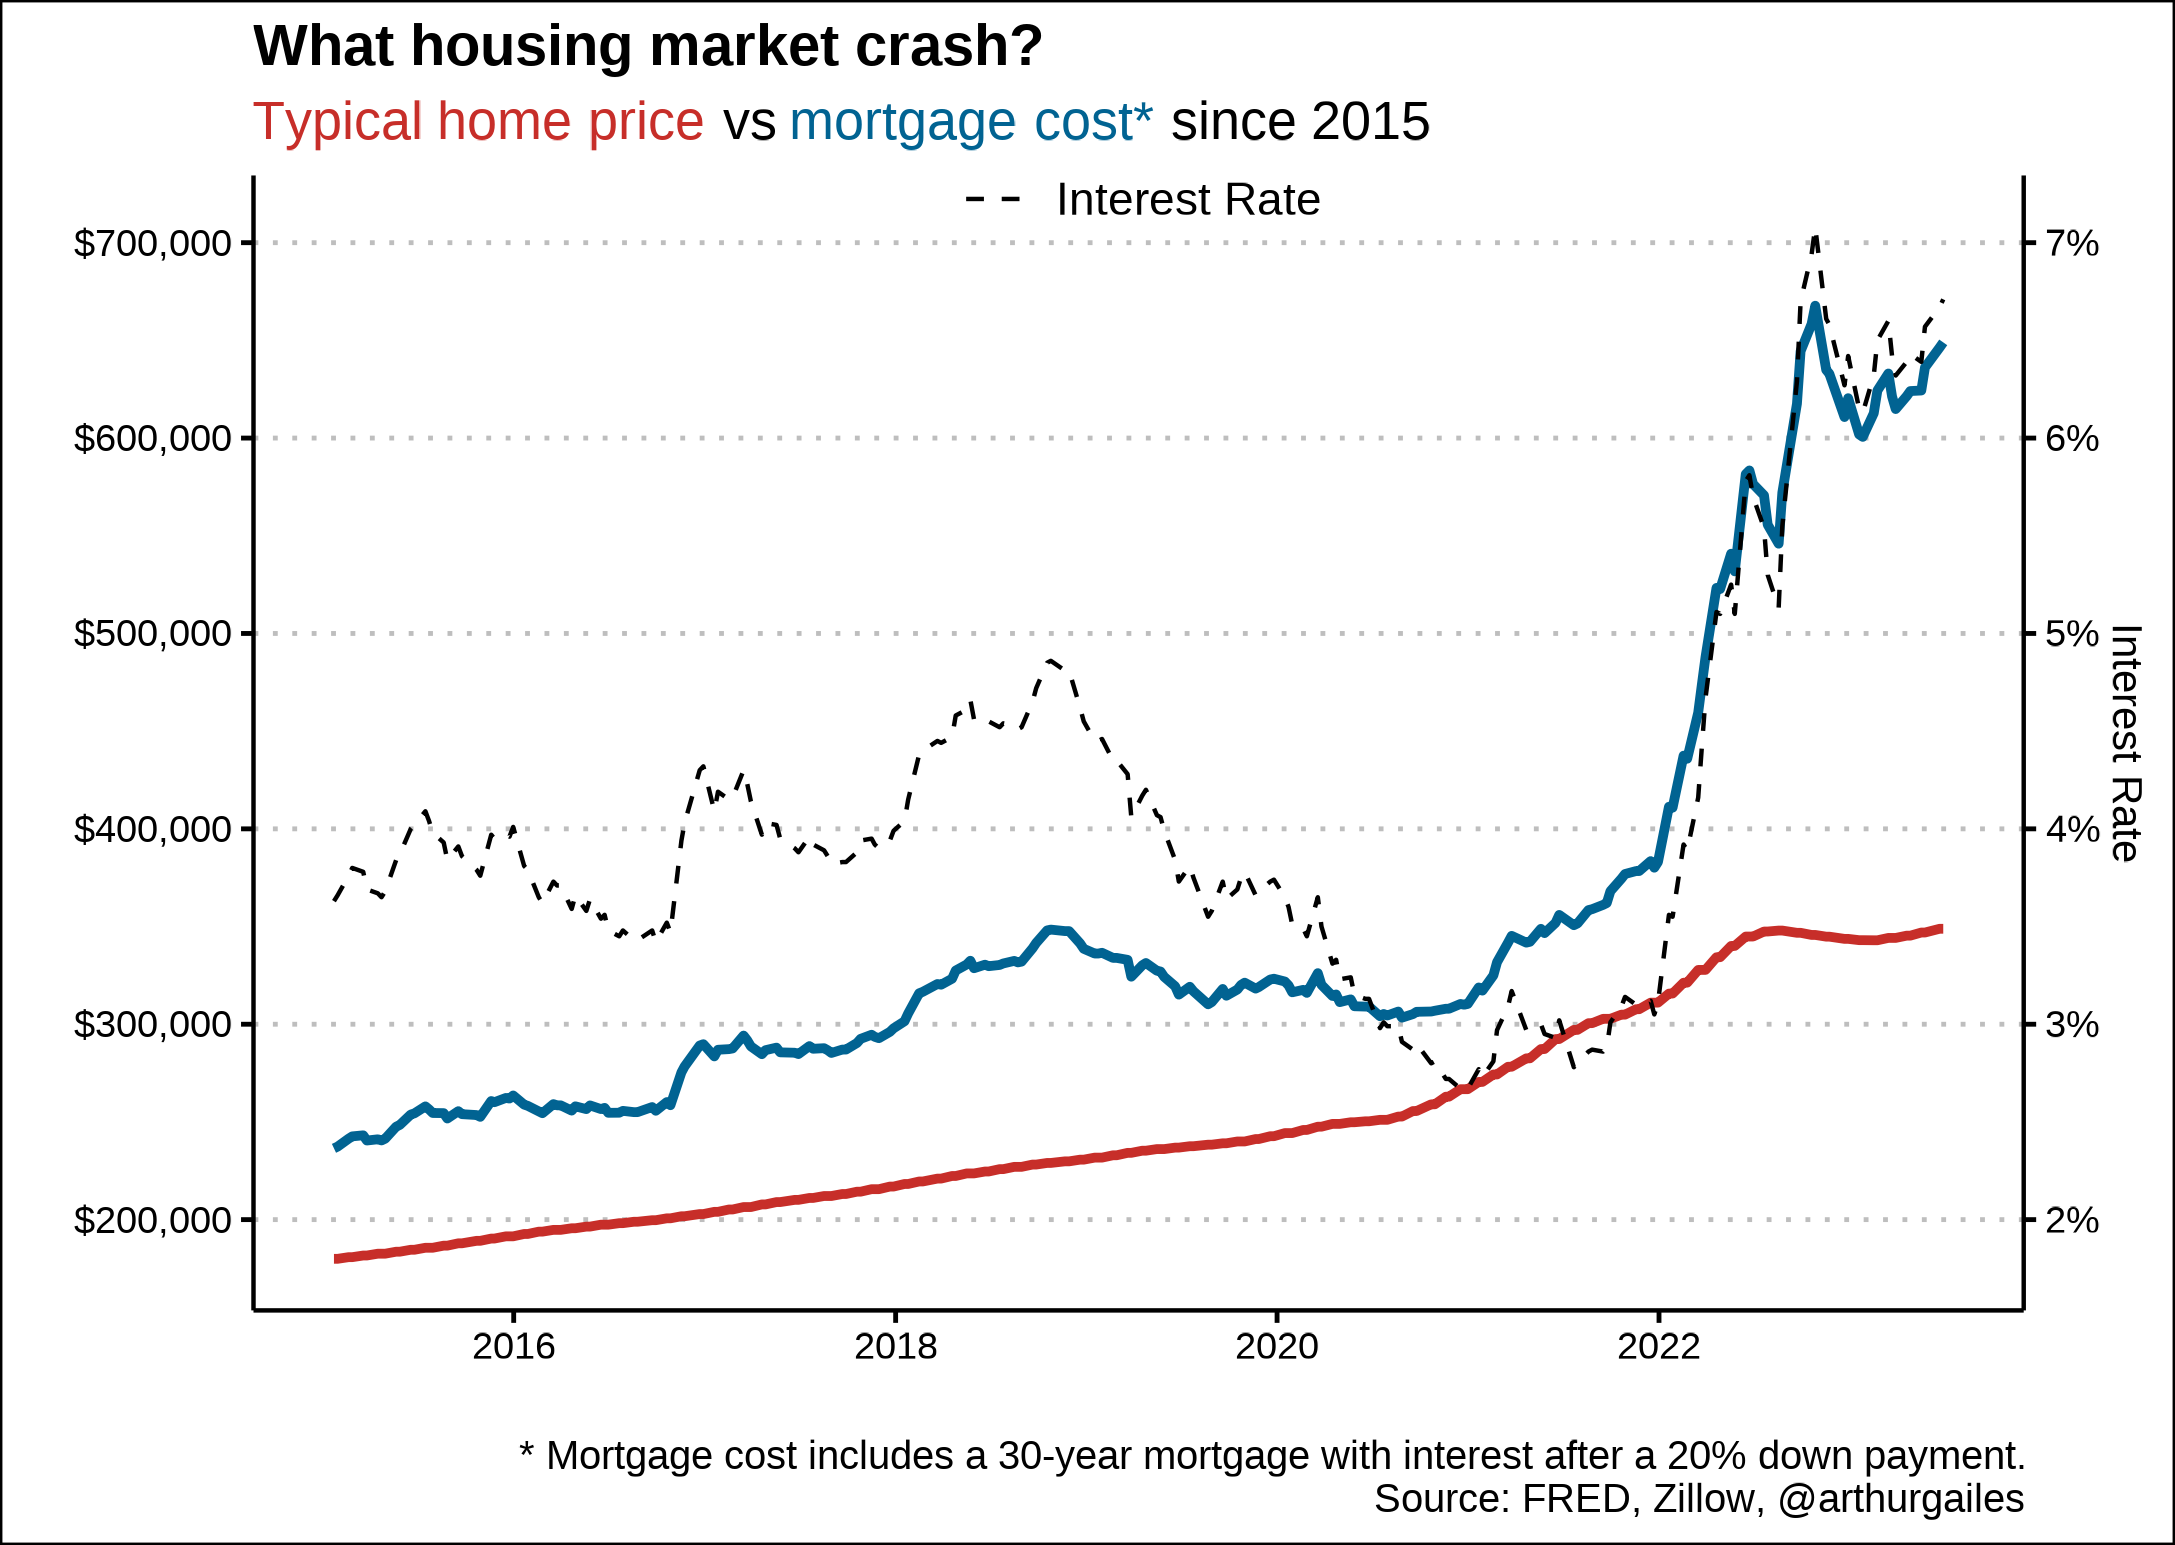 What housing market crash?
Typical home price vs mortgage cost* since 2015
Interest Rate
$700,000
$600,000
$500,000
$400,000
$300,000
$200,000
7%
6%
5%
4%
3%
2%
Interest Rate
2016 2018 2020 2022
* Mortgage cost includes a 30-year mortgage with interest after a 20% down payment.
Source: FRED, Zillow, @arthurgailes